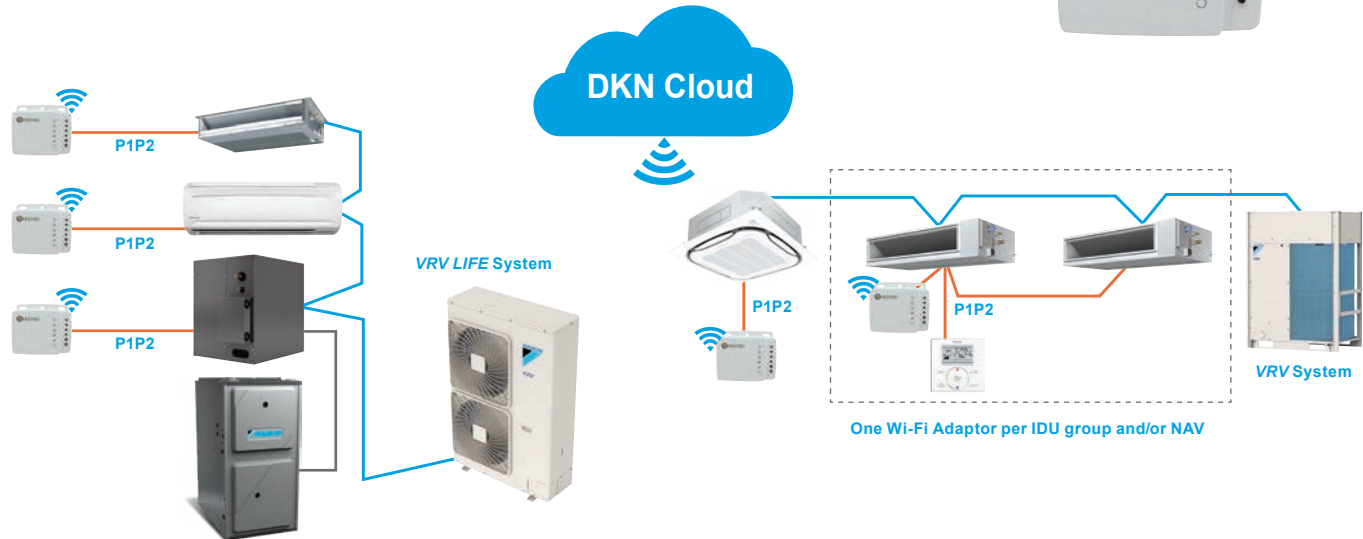 DKN Cloud
P1P2
P1P2
P1P2
VRV LIFE System
P1P2
P1P2
VRV System
One Wi-Fi Adaptor per IDU group and/or NAV